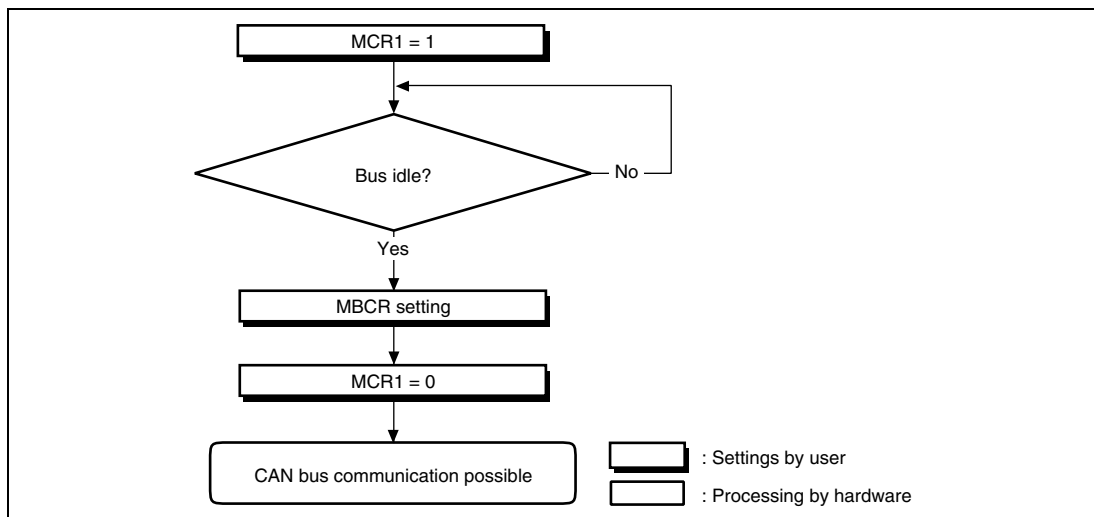 MCR1 = 1
Bus idle?
No
Yes
MBCR setting
MCR1 = 0
CAN bus communication possible
: Settings by user
: Processing by hardware